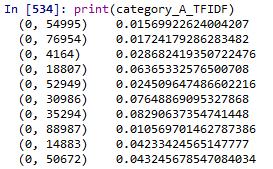 In [534]: print(category_A_TFIDF)
(0, 54995) 0.01569922624004207
(0, 76954) 0.01724179286283482
(0, 4164) 0.028682419350722476
(0, 18807) 0.06365332576500708
(0, 52949) 0.024509647486602216
(0, 30986) 0.07648869095327868
(0, 35294) 0.08290637354741448
(0, 88987) 0.010569701462787386
(0, 14883) 0.04233424565147777
(0, 50672) 0.043245678547084034